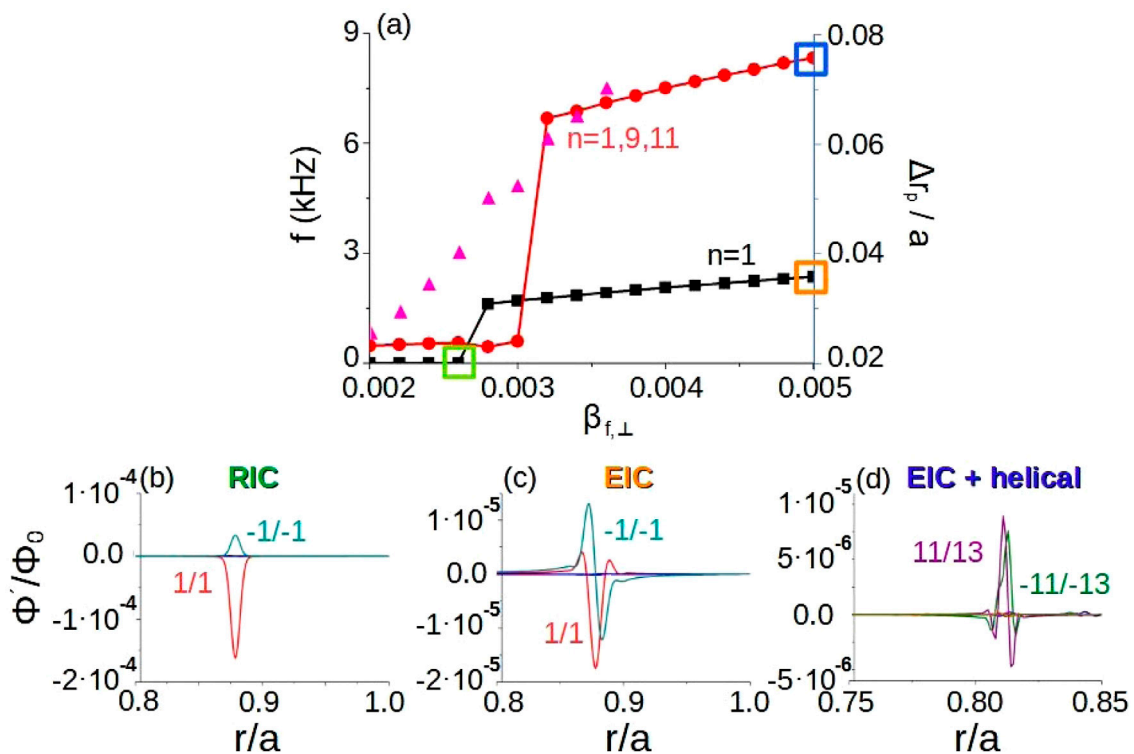 (a)
9
6
3
0
f (kHz)
0.08
0.06
0.04
0.02
Δrₚ / a
n=1,9,11
n=1
0.002
0.003
0.004
0.005
β f,⊥
(b)
RIC
1·10⁻⁴
0.0
-1·10⁻⁴
-2·10⁻⁴
Φ´/Φ₀
-1/-1
1/1
0.8
0.9
1.0
r/a
(c)
EIC
1·10⁻⁵
0.0
-1·10⁻⁵
-2·10⁻⁵
-1/-1
1/1
0.8
0.9
1.0
r/a
(d)
EIC + helical
1·10⁻⁵
5·10⁻⁶
0.0
-5·10⁻⁶
11/13
-11/-13
0.75
0.80
0.85
r/a